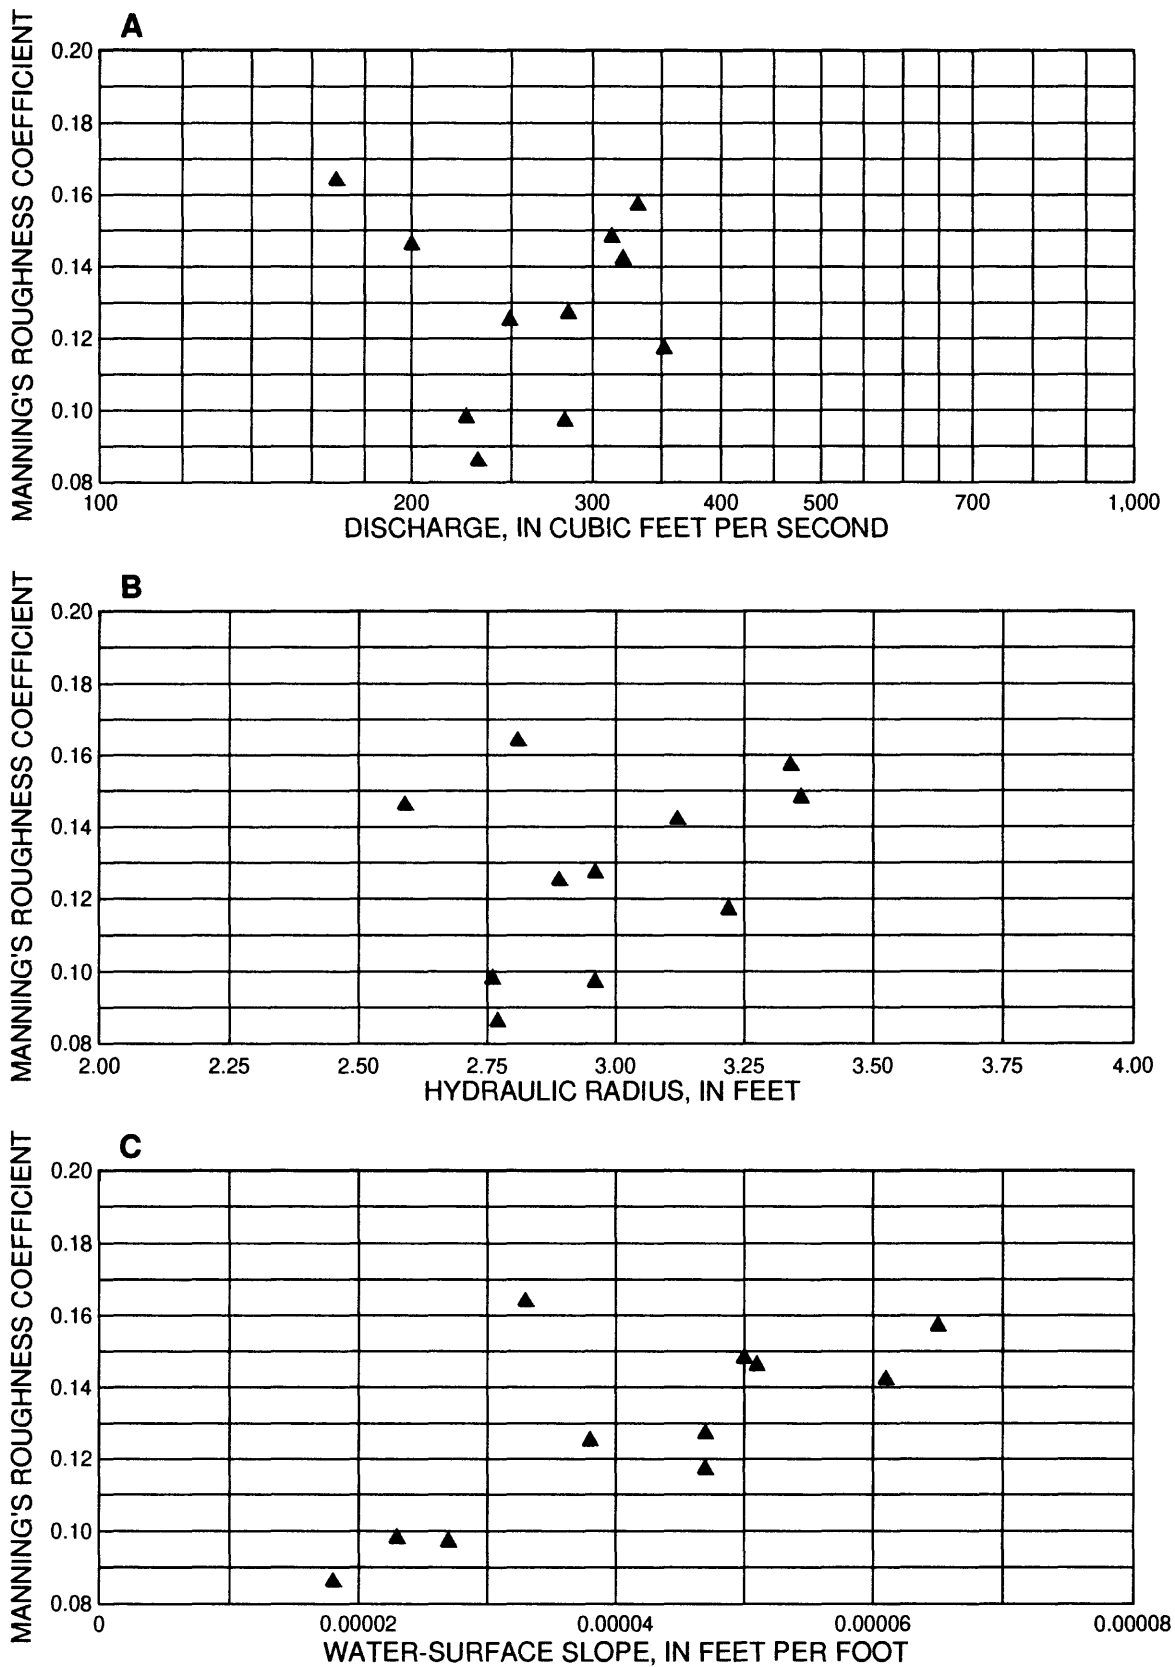 A
MANNING'S ROUGHNESS COEFFICIENT
0.20
0.18
0.16
0.14
0.12
0.10
0.08
100 200 300 400 500 700 1,000
DISCHARGE, IN CUBIC FEET PER SECOND
B
MANNING'S ROUGHNESS COEFFICIENT
0.20
0.18
0.16
0.14
0.12
0.10
0.08
2.00 2.25 2.50 2.75 3.00 3.25 3.50 3.75 4.00
HYDRAULIC RADIUS, IN FEET
C
MANNING'S ROUGHNESS COEFFICIENT
0.20
0.18
0.16
0.14
0.12
0.10
0.08
0 0.00002 0.00004 0.00006 0.00008
WATER-SURFACE SLOPE, IN FEET PER FOOT